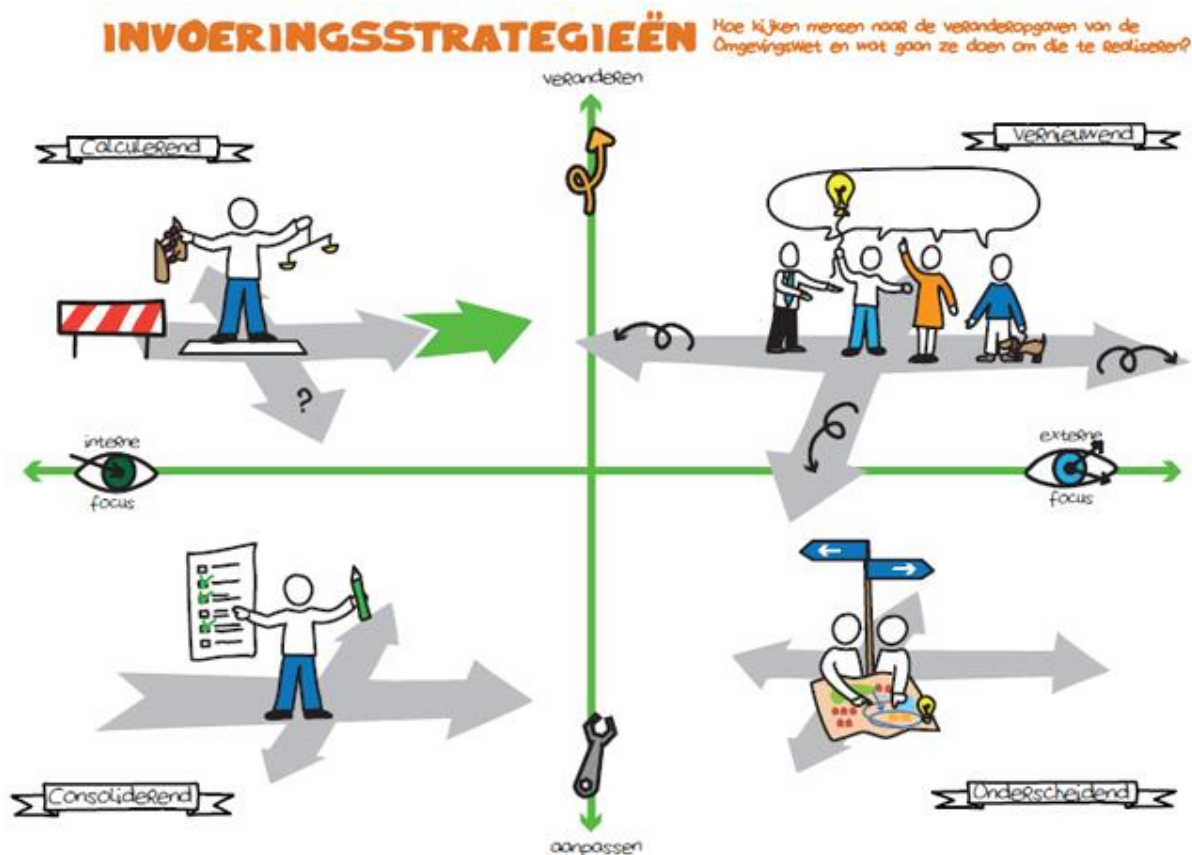 INVOERINGSSTRATEGIEËN
Hoe kijken mensen naar de veranderopgaven van de
Omgevingswet en wat gaan ze doen om die te realiseren?
veranderen
Calculerend
Vernieuwend
?
interne
focus
externe
focus
Consoliderend
Onderscheidend
aanpassen